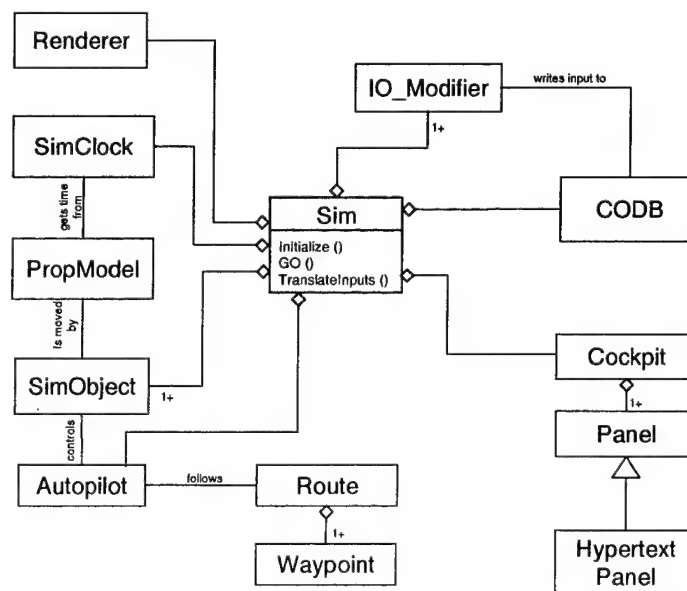 Renderer
IO_Modifier
writes input to
1+
SimClock
gets time
from
Sim
Initialize ()
GO ()
TranslateInputs ()
CODB
PropModel
Is moved
by
SimObject
1+
Cockpit
1+
Panel
controls
Autopilot
follows
Route
1+
Waypoint
Hypertext
Panel